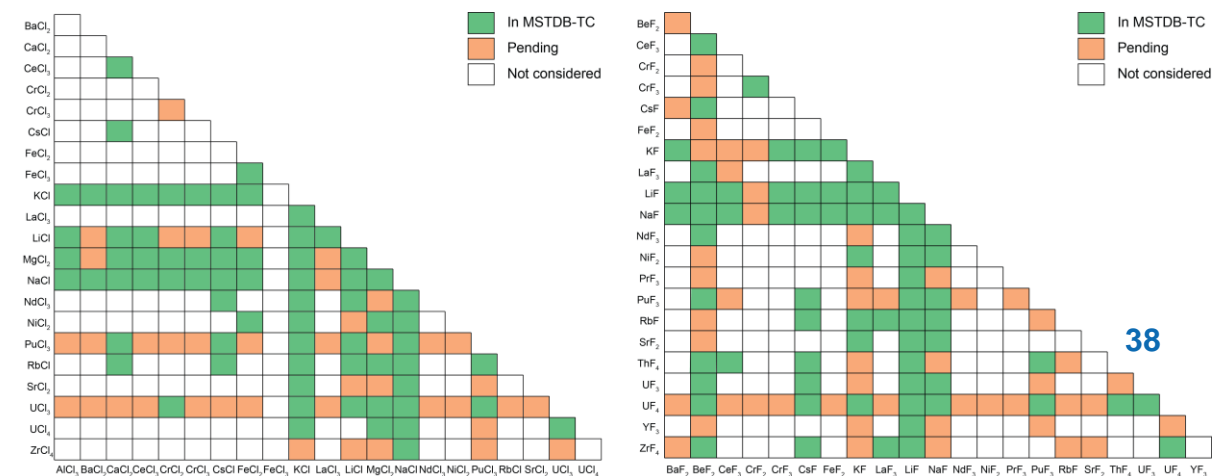 In MSTDB-TC
Pending
Not considered
BaCl₂
CaCl₂
CeCl₃
CrCl₂
CrCl₃
CsCl
FeCl₂
FeCl₃
KCl
LaCl₃
LiCl
MgCl₂
NaCl
NdCl₃
NiCl₂
PuCl₃
RbCl
SrCl₂
UCl₃
UCl₄
ZrCl₄
AlCl₃ BaCl₂ CaCl₂ CeCl₃ CrCl₂ CrCl₃ CsCl FeCl₂ FeCl₃ KCl LaCl₃ LiCl MgCl₂ NaCl NdCl₃ NiCl₂ PuCl₃ RbCl SrCl₂ UCl₃ UCl₄
In MSTDB-TC
Pending
Not considered
BeF₂
CeF₃
CrF₂
CrF₃
CsF
FeF₂
KF
LaF₃
LiF
NaF
NdF₃
NiF₂
PrF₃
PuF₃
RbF
SrF₂
ThF₄
UF₃
UF₄
YF₃
ZrF₄
BaF₂ BeF₂ CeF₃ CrF₂ CrF₃ CsF FeF₂ KF LaF₃ LiF NaF NdF₃ NiF₂ PrF₃ PuF₃ RbF SrF₂ ThF₄ UF₃ UF₄ YF₃
38